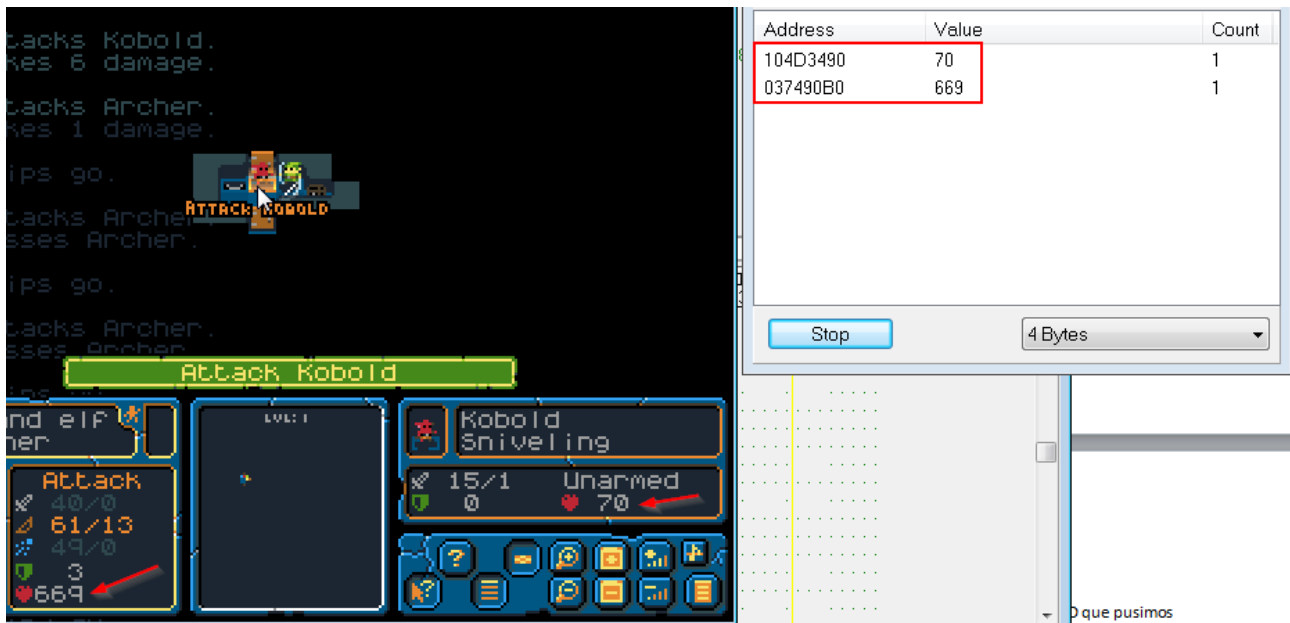 tacks Kobold.
kes 6 damage.
tacks Archer.
kes 1 damage.
ips go.
tacks Archer.
sses Archer.
ips go.
tacks Archer.
sses Archer
ATTACK KOBOLD
Attack Kobold
nd elf
her
Attack
40/0
61/13
49/0
3
669
LVL: 1
Kobold
Sniveling
15/1 Unarmed
0 70
Address Value Count
104D3490 70 1
037490B0 669 1
Stop 4 Bytes
O que pusimos